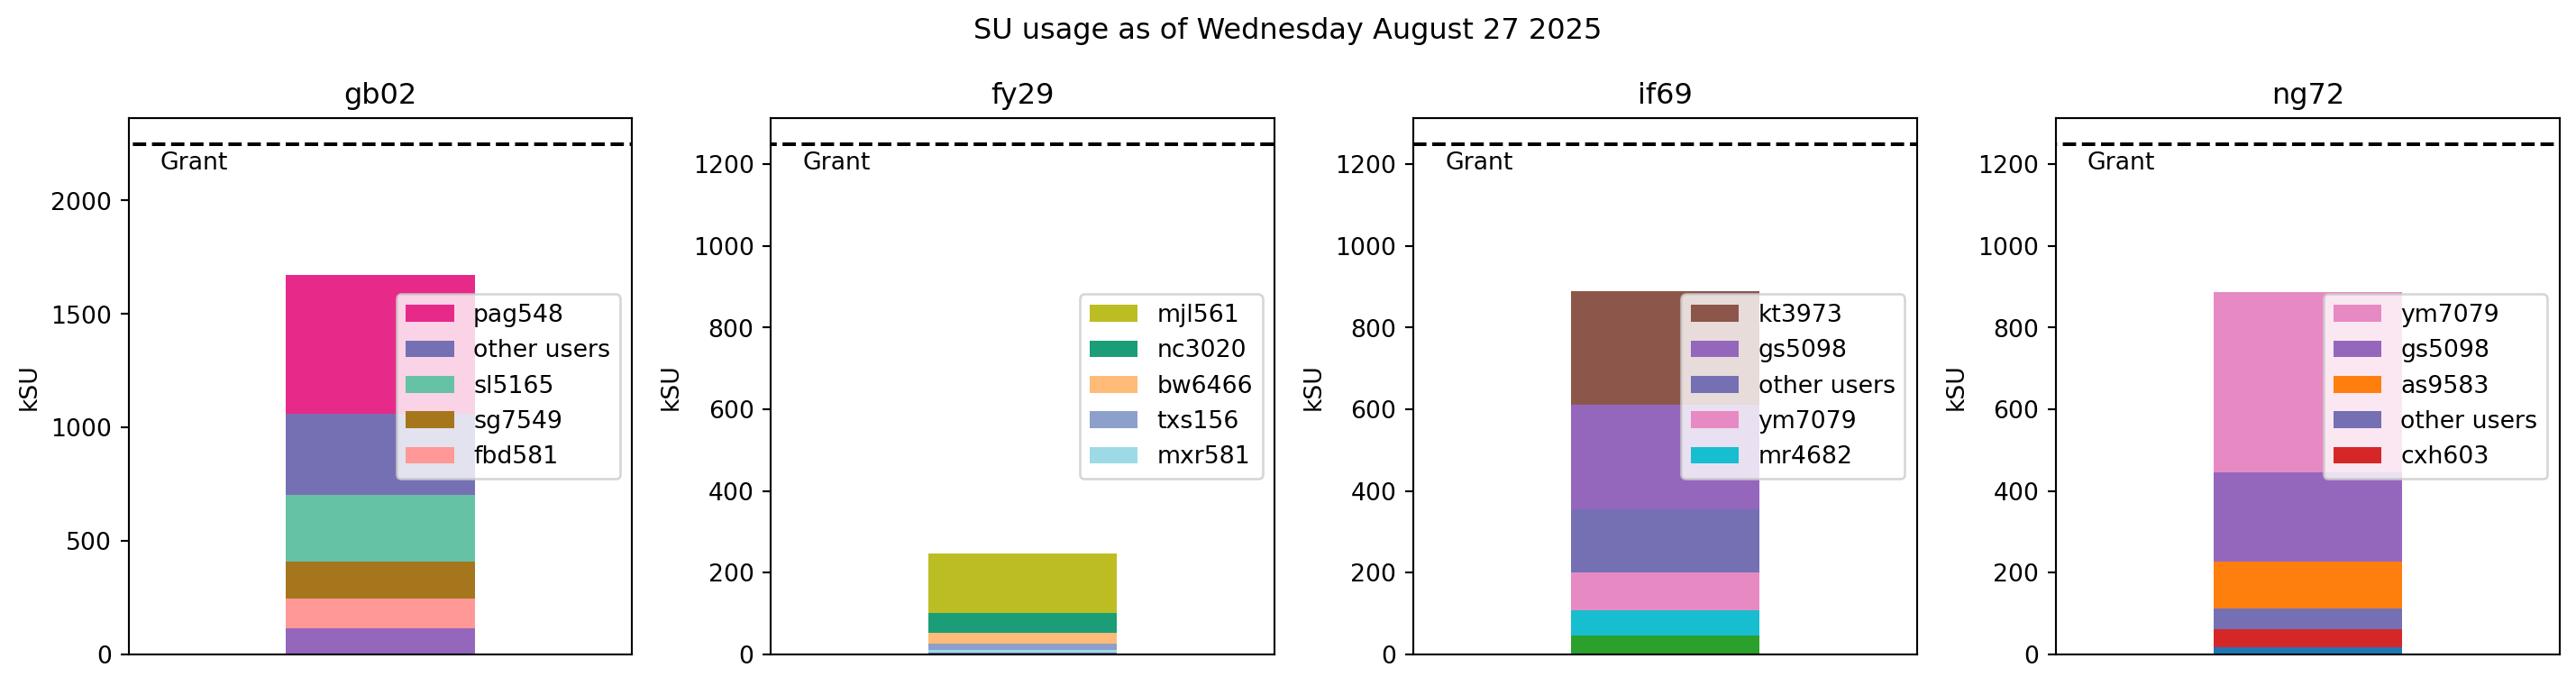 SU usage as of Wednesday August 27 2025
gb02
Grant
2000
1500
1000
500
0
kSU
pag548
other users
sl5165
sg7549
fbd581
fy29
Grant
1200
1000
800
600
400
200
0
kSU
mjl561
nc3020
bw6466
txs156
mxr581
if69
Grant
1200
1000
800
600
400
200
0
kSU
kt3973
gs5098
other users
ym7079
mr4682
ng72
Grant
1200
1000
800
600
400
200
0
kSU
ym7079
gs5098
as9583
other users
cxh603